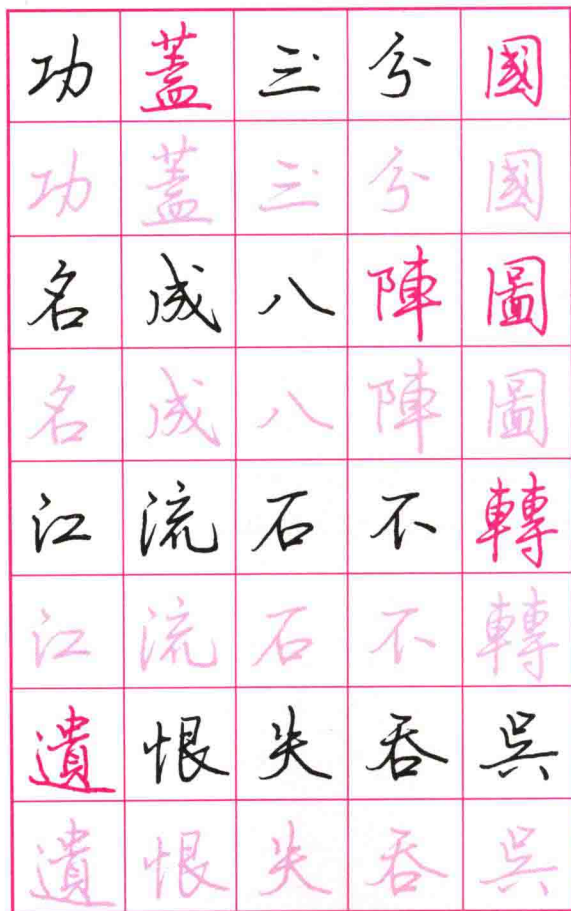 功蓋三分國
功蓋三分國
名成八陣圖
名成八陣圖
江流石不轉
江流石不轉
遺恨失吞吳
遺恨失吞吳